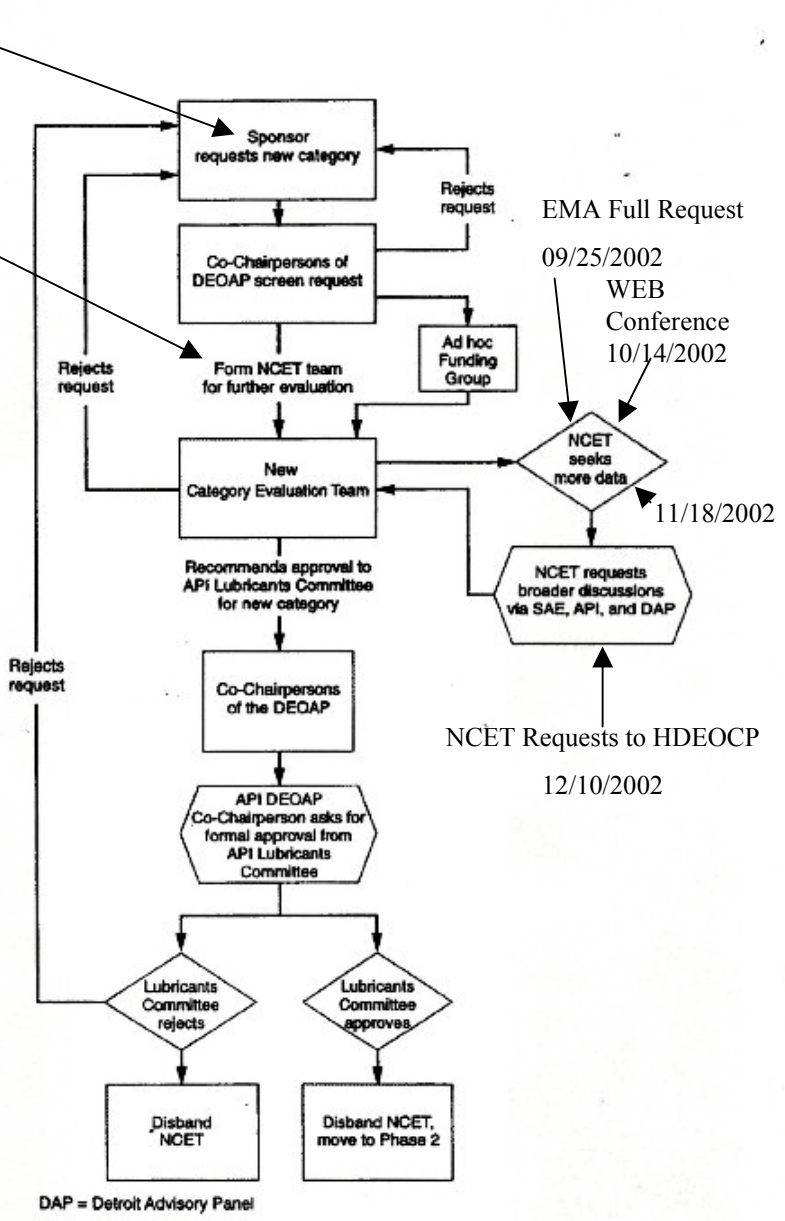 Sponsor
requests new category
Rejects
request
EMA Full Request
09/25/2002
WEB
Conference
10/14/2002
Co-Chairpersons of
DEOAP screen request
Ad hoc
Funding
Group
Rejects
request
Form NCET team
for further evaluation
NCET
seeks
more data
New
Category Evaluation Team
11/18/2002
Recommends approval to
API Lubricants Committee
for new category
NCET requests
broader discussions
via SAE, API, and DAP
Rejects
request
Co-Chairpersons
of the DEOAP
NCET Requests to HDEOCP
12/10/2002
API DEOAP
Co-Chairperson asks for
formal approval from
API Lubricants
Committee
Lubricants
Committee
rejects
Lubricants
Committee
approves
Disband
NCET
Disband NCET,
move to Phase 2
DAP = Detroit Advisory Panel